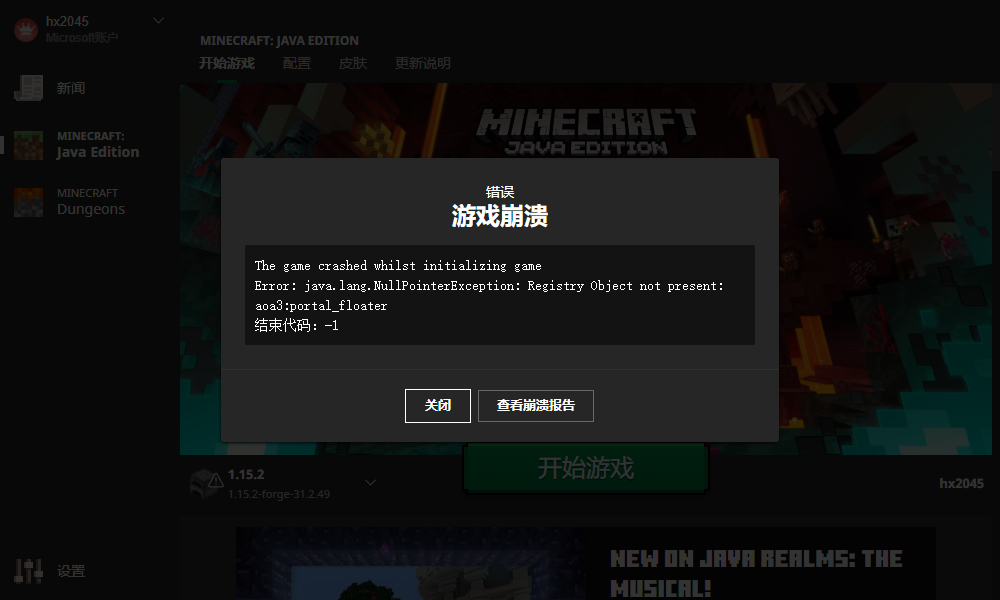 hx2045
Microsoft账户
新闻
MINECRAFT:
Java Edition
MINECRAFT
Dungeons
设置
MINECRAFT: JAVA EDITION
开始游戏 配置 皮肤 更新说明
MINECRAFT
JAVA EDITION
错误
游戏崩溃
The game crashed whilst initializing game
Error: java.lang.NullPointerException: Registry Object not present:
aoa3:portal_floater
结束代码: -1
关闭 查看崩溃报告
1.15.2
1.15.2-forge-31.2.49
开始游戏
hx2045
NEW ON JAVA REALMS: THE
MUSICAL!